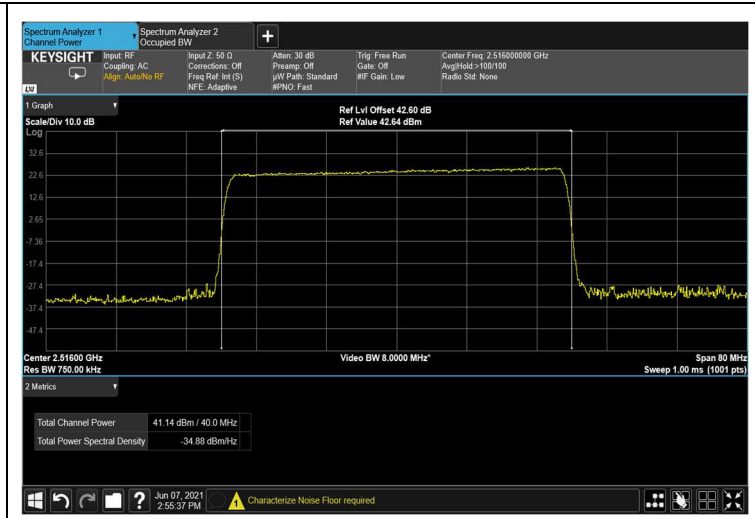 Spectrum Analyzer 1
Channel Power
Spectrum Analyzer 2
Occupied BW
KEYSIGHT
LXI
Input: RF
Coupling: AC
Align: Auto/No RF
Input Z: 50 Ω
Corrections: Off
Freq Ref: Int (S)
NFE: Adaptive
Atten: 30 dB
Preamp: Off
µW Path: Standard
#PNO: Fast
Trig: Free Run
Gate: Off
#IF Gain: Low
Center Freq: 2.516000000 GHz
Avg|Hold:>100/100
Radio Std: None
1 Graph
Scale/Div 10.0 dB
Ref Lvl Offset 42.60 dB
Ref Value 42.64 dBm
Log
32.6
22.6
12.6
2.65
-7.36
-17.4
-27.4
-37.4
-47.4
Center 2.51600 GHz
Res BW 750.00 kHz
Video BW 8.0000 MHz*
Span 80 MHz
Sweep 1.00 ms (1001 pts)
2 Metrics
Total Channel Power 41.14 dBm / 40.0 MHz
Total Power Spectral Density -34.88 dBm/Hz
?
Jun 07, 2021
2:55:37 PM
1
Characterize Noise Floor required